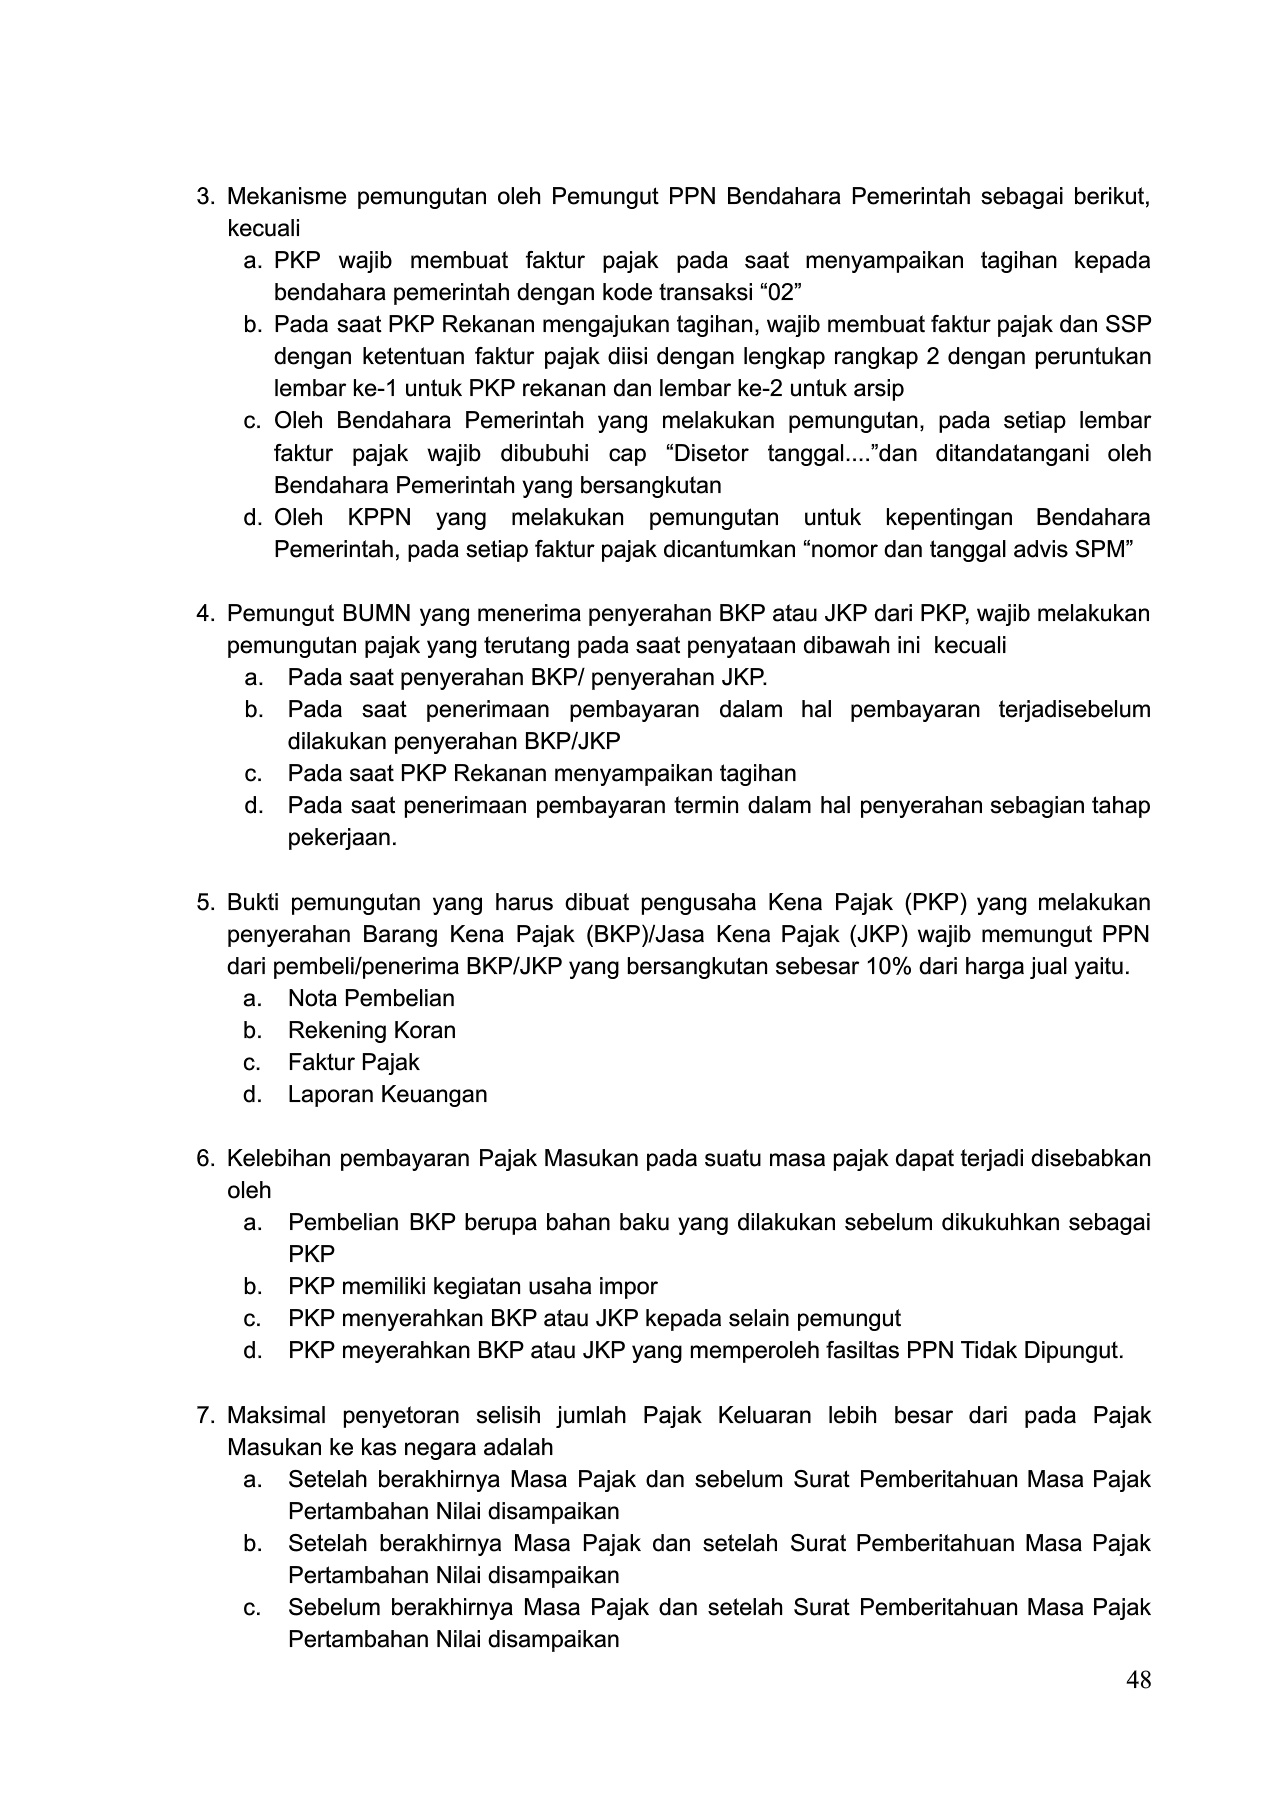 3. Mekanisme pemungutan oleh Pemungut PPN Bendahara Pemerintah sebagai berikut,
kecuali
a. PKP wajib membuat faktur pajak pada saat menyampaikan tagihan kepada
bendahara pemerintah dengan kode transaksi “02”
b. Pada saat PKP Rekanan mengajukan tagihan, wajib membuat faktur pajak dan SSP
dengan ketentuan faktur pajak diisi dengan lengkap rangkap 2 dengan peruntukan
lembar ke-1 untuk PKP rekanan dan lembar ke-2 untuk arsip
c. Oleh Bendahara Pemerintah yang melakukan pemungutan, pada setiap lembar
faktur pajak wajib dibubuhi cap “Disetor tanggal....”dan ditandatangani oleh
Bendahara Pemerintah yang bersangkutan
d. Oleh KPPN yang melakukan pemungutan untuk kepentingan Bendahara
Pemerintah, pada setiap faktur pajak dicantumkan “nomor dan tanggal advis SPM”
4. Pemungut BUMN yang menerima penyerahan BKP atau JKP dari PKP, wajib melakukan
pemungutan pajak yang terutang pada saat penyataan dibawah ini kecuali
a. Pada saat penyerahan BKP/ penyerahan JKP.
b. Pada saat penerimaan pembayaran dalam hal pembayaran terjadisebelum
dilakukan penyerahan BKP/JKP
c. Pada saat PKP Rekanan menyampaikan tagihan
d. Pada saat penerimaan pembayaran termin dalam hal penyerahan sebagian tahap
pekerjaan.
5. Bukti pemungutan yang harus dibuat pengusaha Kena Pajak (PKP) yang melakukan
penyerahan Barang Kena Pajak (BKP)/Jasa Kena Pajak (JKP) wajib memungut PPN
dari pembeli/penerima BKP/JKP yang bersangkutan sebesar 10% dari harga jual yaitu.
a. Nota Pembelian
b. Rekening Koran
c. Faktur Pajak
d. Laporan Keuangan
6. Kelebihan pembayaran Pajak Masukan pada suatu masa pajak dapat terjadi disebabkan
oleh
a. Pembelian BKP berupa bahan baku yang dilakukan sebelum dikukuhkan sebagai
PKP
b. PKP memiliki kegiatan usaha impor
c. PKP menyerahkan BKP atau JKP kepada selain pemungut
d. PKP meyerahkan BKP atau JKP yang memperoleh fasiltas PPN Tidak Dipungut.
7. Maksimal penyetoran selisih jumlah Pajak Keluaran lebih besar dari pada Pajak
Masukan ke kas negara adalah
a. Setelah berakhirnya Masa Pajak dan sebelum Surat Pemberitahuan Masa Pajak
Pertambahan Nilai disampaikan
b. Setelah berakhirnya Masa Pajak dan setelah Surat Pemberitahuan Masa Pajak
Pertambahan Nilai disampaikan
c. Sebelum berakhirnya Masa Pajak dan setelah Surat Pemberitahuan Masa Pajak
Pertambahan Nilai disampaikan
48